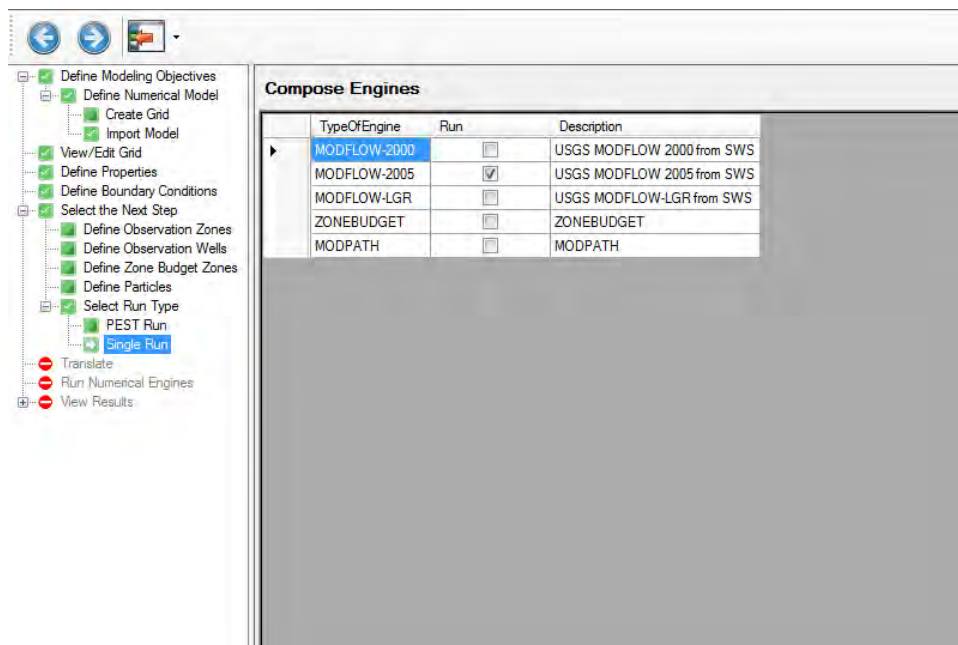 Define Modeling Objectives
Define Numerical Model
Create Grid
Import Model
View/Edit Grid
Define Properties
Define Boundary Conditions
Select the Next Step
Define Observation Zones
Define Observation Wells
Define Zone Budget Zones
Define Particles
Select Run Type
PEST Run
Single Run
Translate
Run Numerical Engines
View Results
Compose Engines
TypeOfEngine Run Description
MODFLOW-2000 USGS MODFLOW 2000 from SWS
MODFLOW-2005 USGS MODFLOW 2005 from SWS
MODFLOW-LGR USGS MODFLOW-LGR from SWS
ZONEBUDGET ZONEBUDGET
MODPATH MODPATH